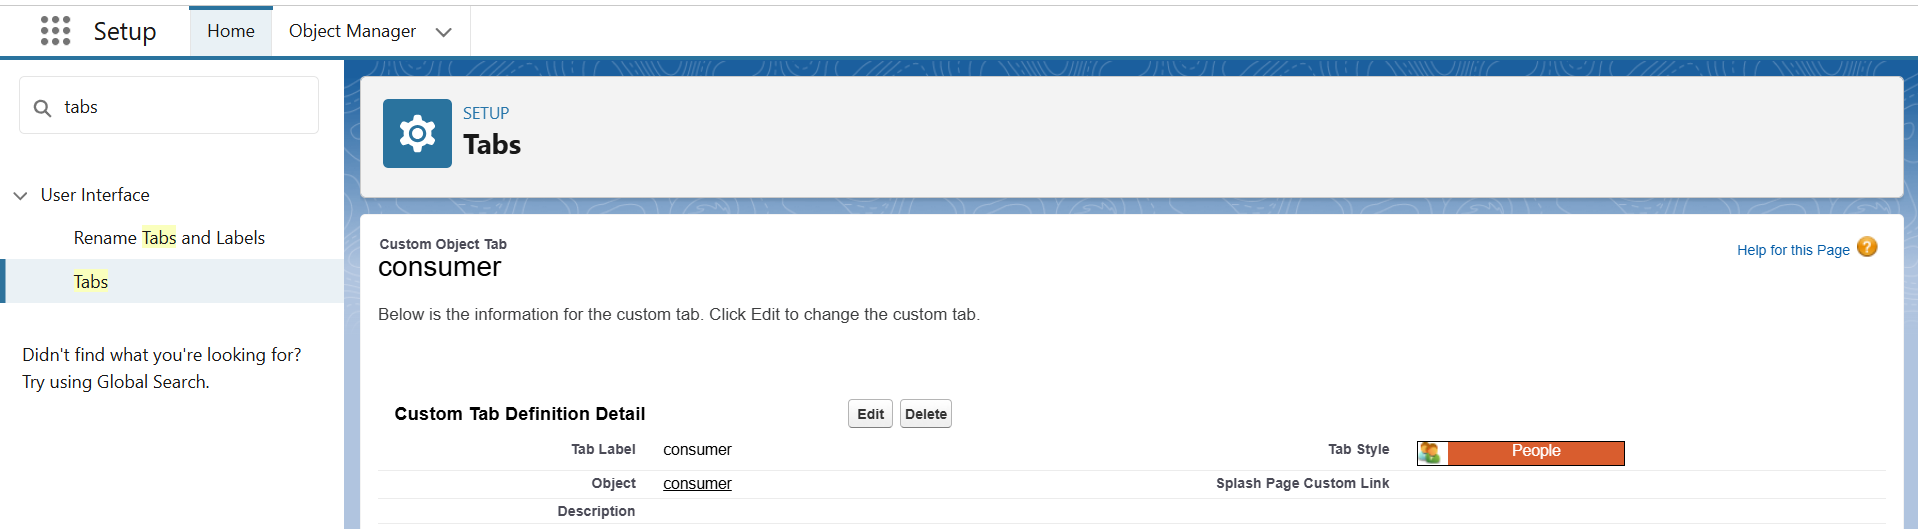 Setup Home Object Manager
tabs
User Interface
Rename Tabs and Labels
Tabs
Didn't find what you're looking for?
Try using Global Search.
SETUP
Tabs
Custom Object Tab
consumer
Help for this Page ?
Below is the information for the custom tab. Click Edit to change the custom tab.
Custom Tab Definition Detail Edit Delete
Tab Label consumer Tab Style People
Object consumer Splash Page Custom Link
Description